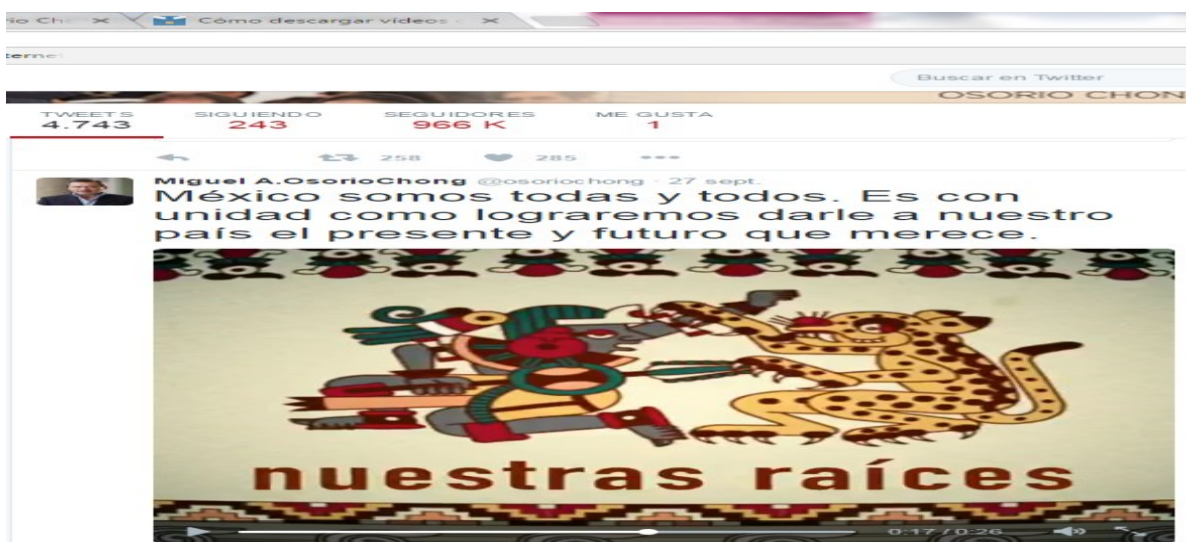 Cómo descargar vídeos
Buscar en Twitter
OSORIO CHON
TWEETS SIGUIENDO SEGUIDORES ME GUSTA
4.743 243 966 K 1
258 285
Miguel A.OsorioChong @osoriochong · 27 sept.
México somos todas y todos. Es con
unidad como lograremos darle a nuestro
país el presente y futuro que merece.
nuestras raíces
0:17 / 0:26